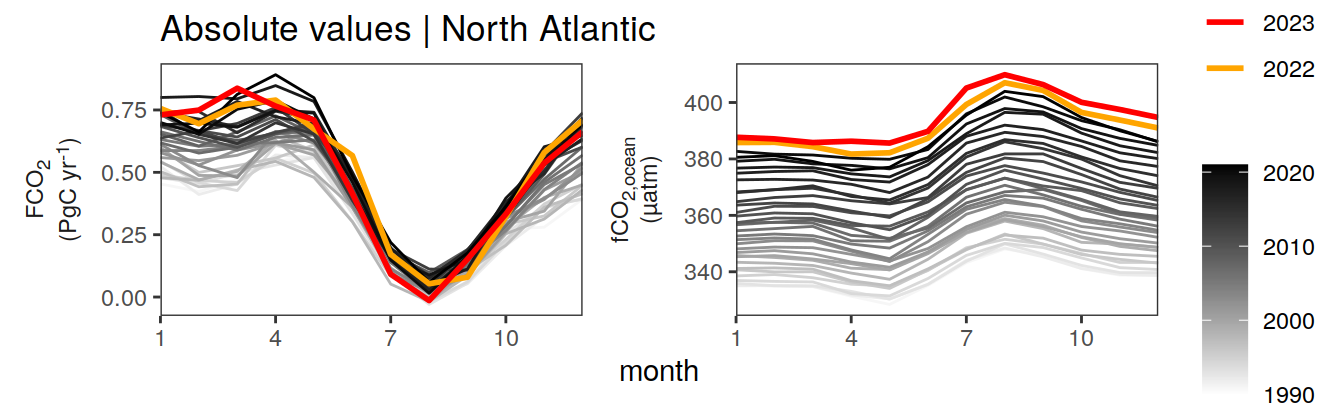 Absolute values | North Atlantic
FCO₂
(PgC yr⁻¹)
0.75
0.50
0.25
0.00
1 4 7 10
fCO₂,ocean
(µatm)
400
380
360
340
1 4 7 10
month
2023
2022
2020
2010
2000
1990